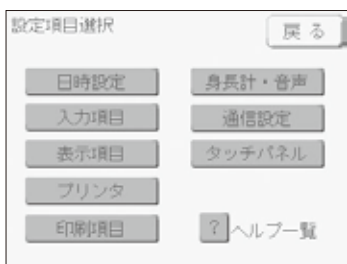 設定項目選択
戻る
日時設定
入力項目
表示項目
プリンタ
印刷項目
身長計・音声
通信設定
タッチパネル
? ヘルプ一覧